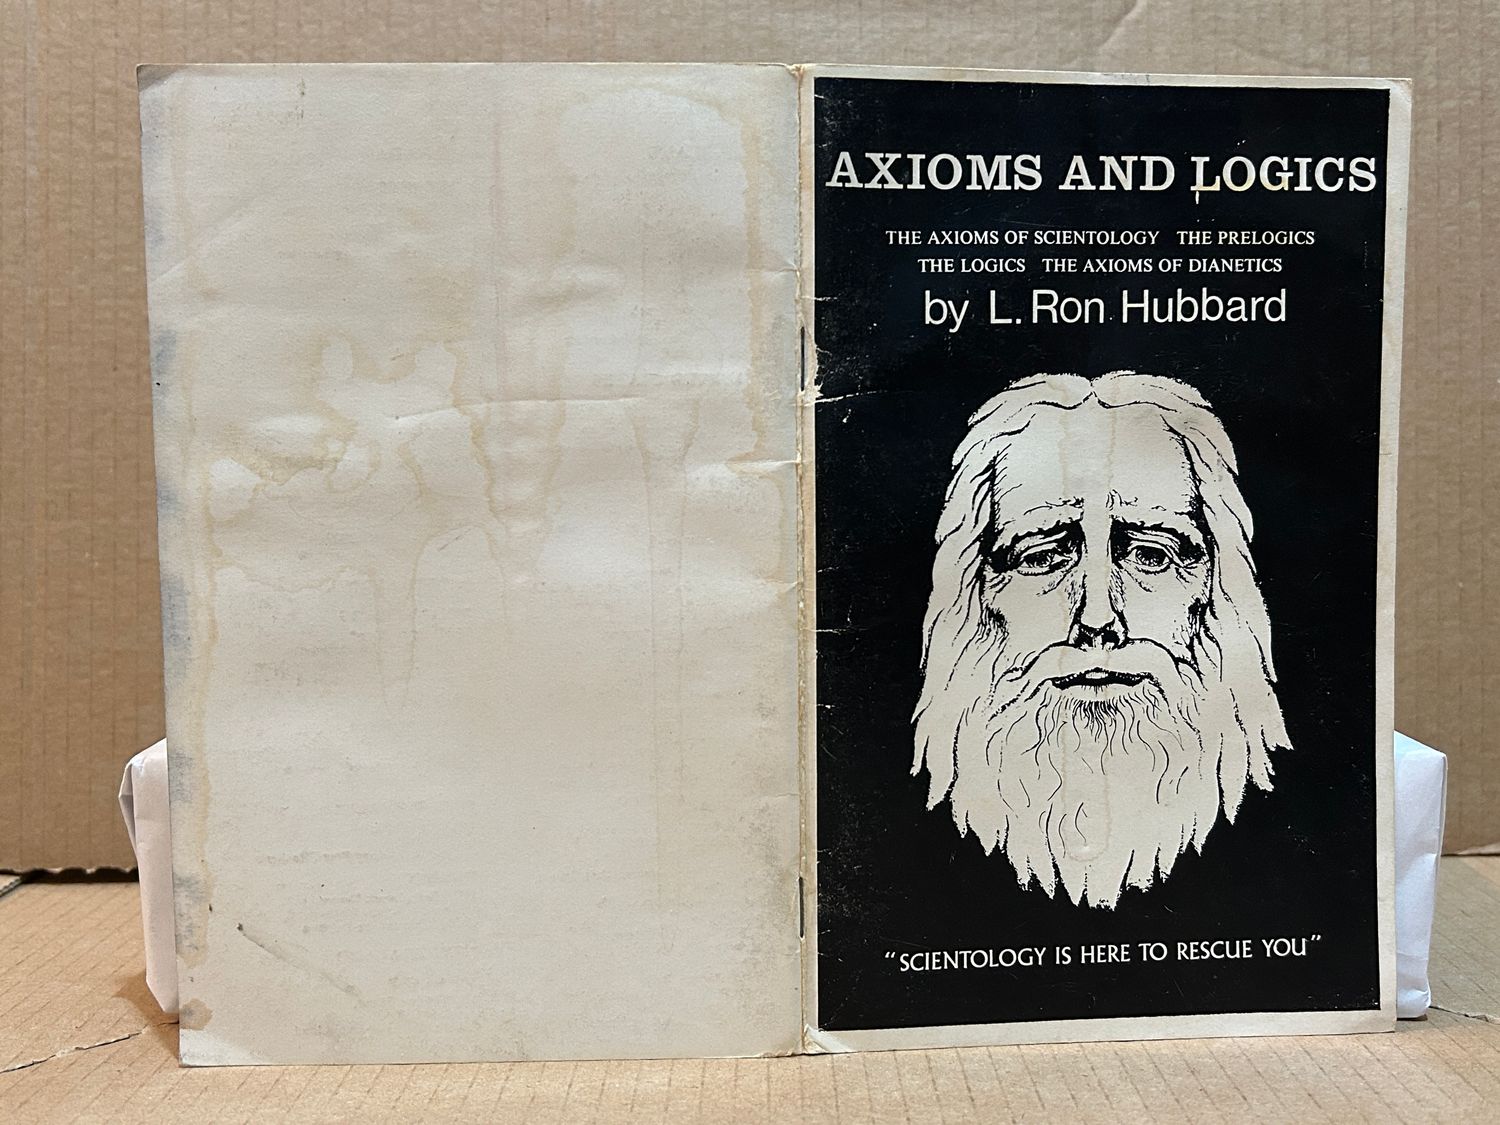 AXIOMS AND LOGICS
THE AXIOMS OF SCIENTOLOGY THE PRELOGICS
THE LOGICS THE AXIOMS OF DIANETICS
by L. Ron Hubbard
“SCIENTOLOGY IS HERE TO RESCUE YOU”